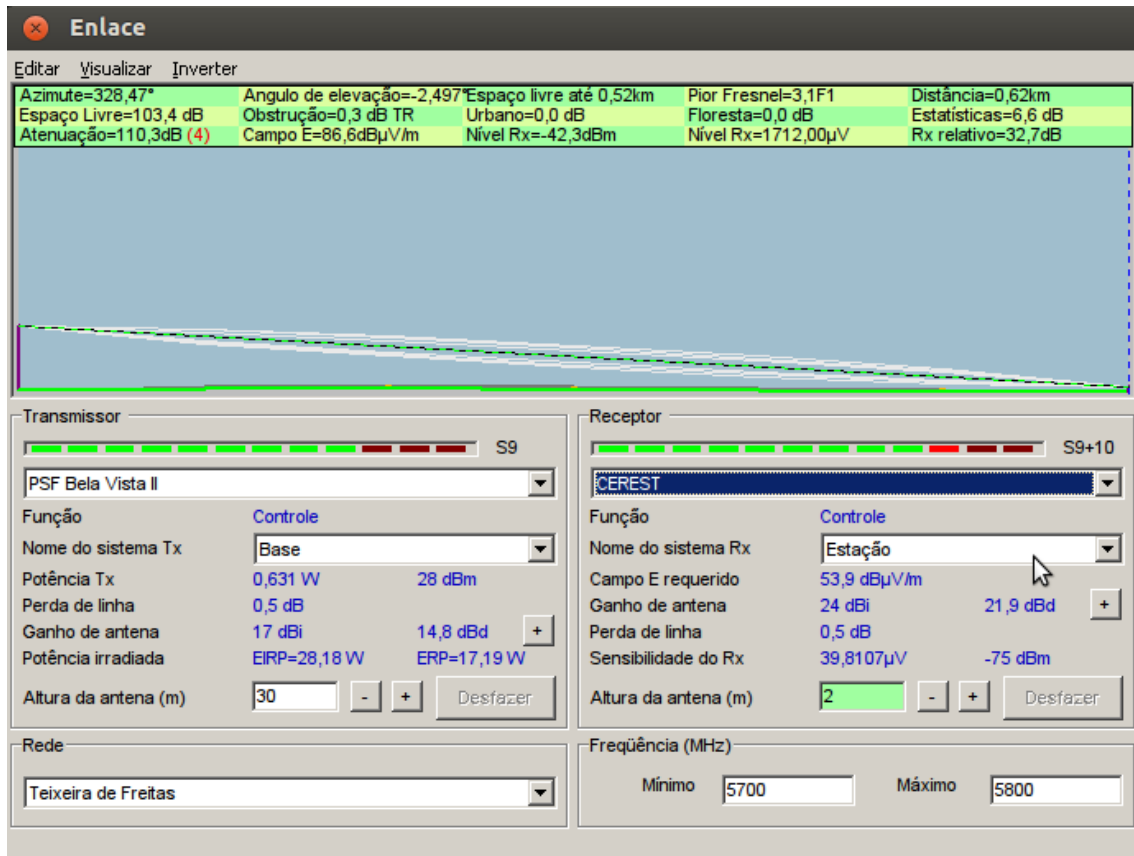 Enlace
Editar Visualizar Inverter
Azimute=328,47° Angulo de elevação=-2,497° Espaço livre até 0,52km Pior Fresnel=3,1F1 Distância=0,62km
Espaço Livre=103,4 dB Obstrução=0,3 dB TR Urbano=0,0 dB Floresta=0,0 dB Estatísticas=6,6 dB
Atenuação=110,3dB (4) Campo E=86,6dBµV/m Nível Rx=-42,3dBm Nível Rx=1712,00µV Rx relativo=32,7dB
Transmissor
S9
PSF Bela Vista II
Função Controle
Nome do sistema Tx Base
Potência Tx 0,631 W 28 dBm
Perda de linha 0,5 dB
Ganho de antena 17 dBi 14,8 dBd +
Potência irradiada EIRP=28,18 W ERP=17,19 W
Altura da antena (m) 30 - + Desfazer
Rede
Teixeira de Freitas
Receptor
S9+10
CEREST
Função Controle
Nome do sistema Rx Estação
Campo E requerido 53,9 dBµV/m
Ganho de antena 24 dBi 21,9 dBd +
Perda de linha 0,5 dB
Sensibilidade do Rx 39,8107µV -75 dBm
Altura da antena (m) 2 - + Desfazer
Freqüência (MHz)
Mínimo 5700 Máximo 5800